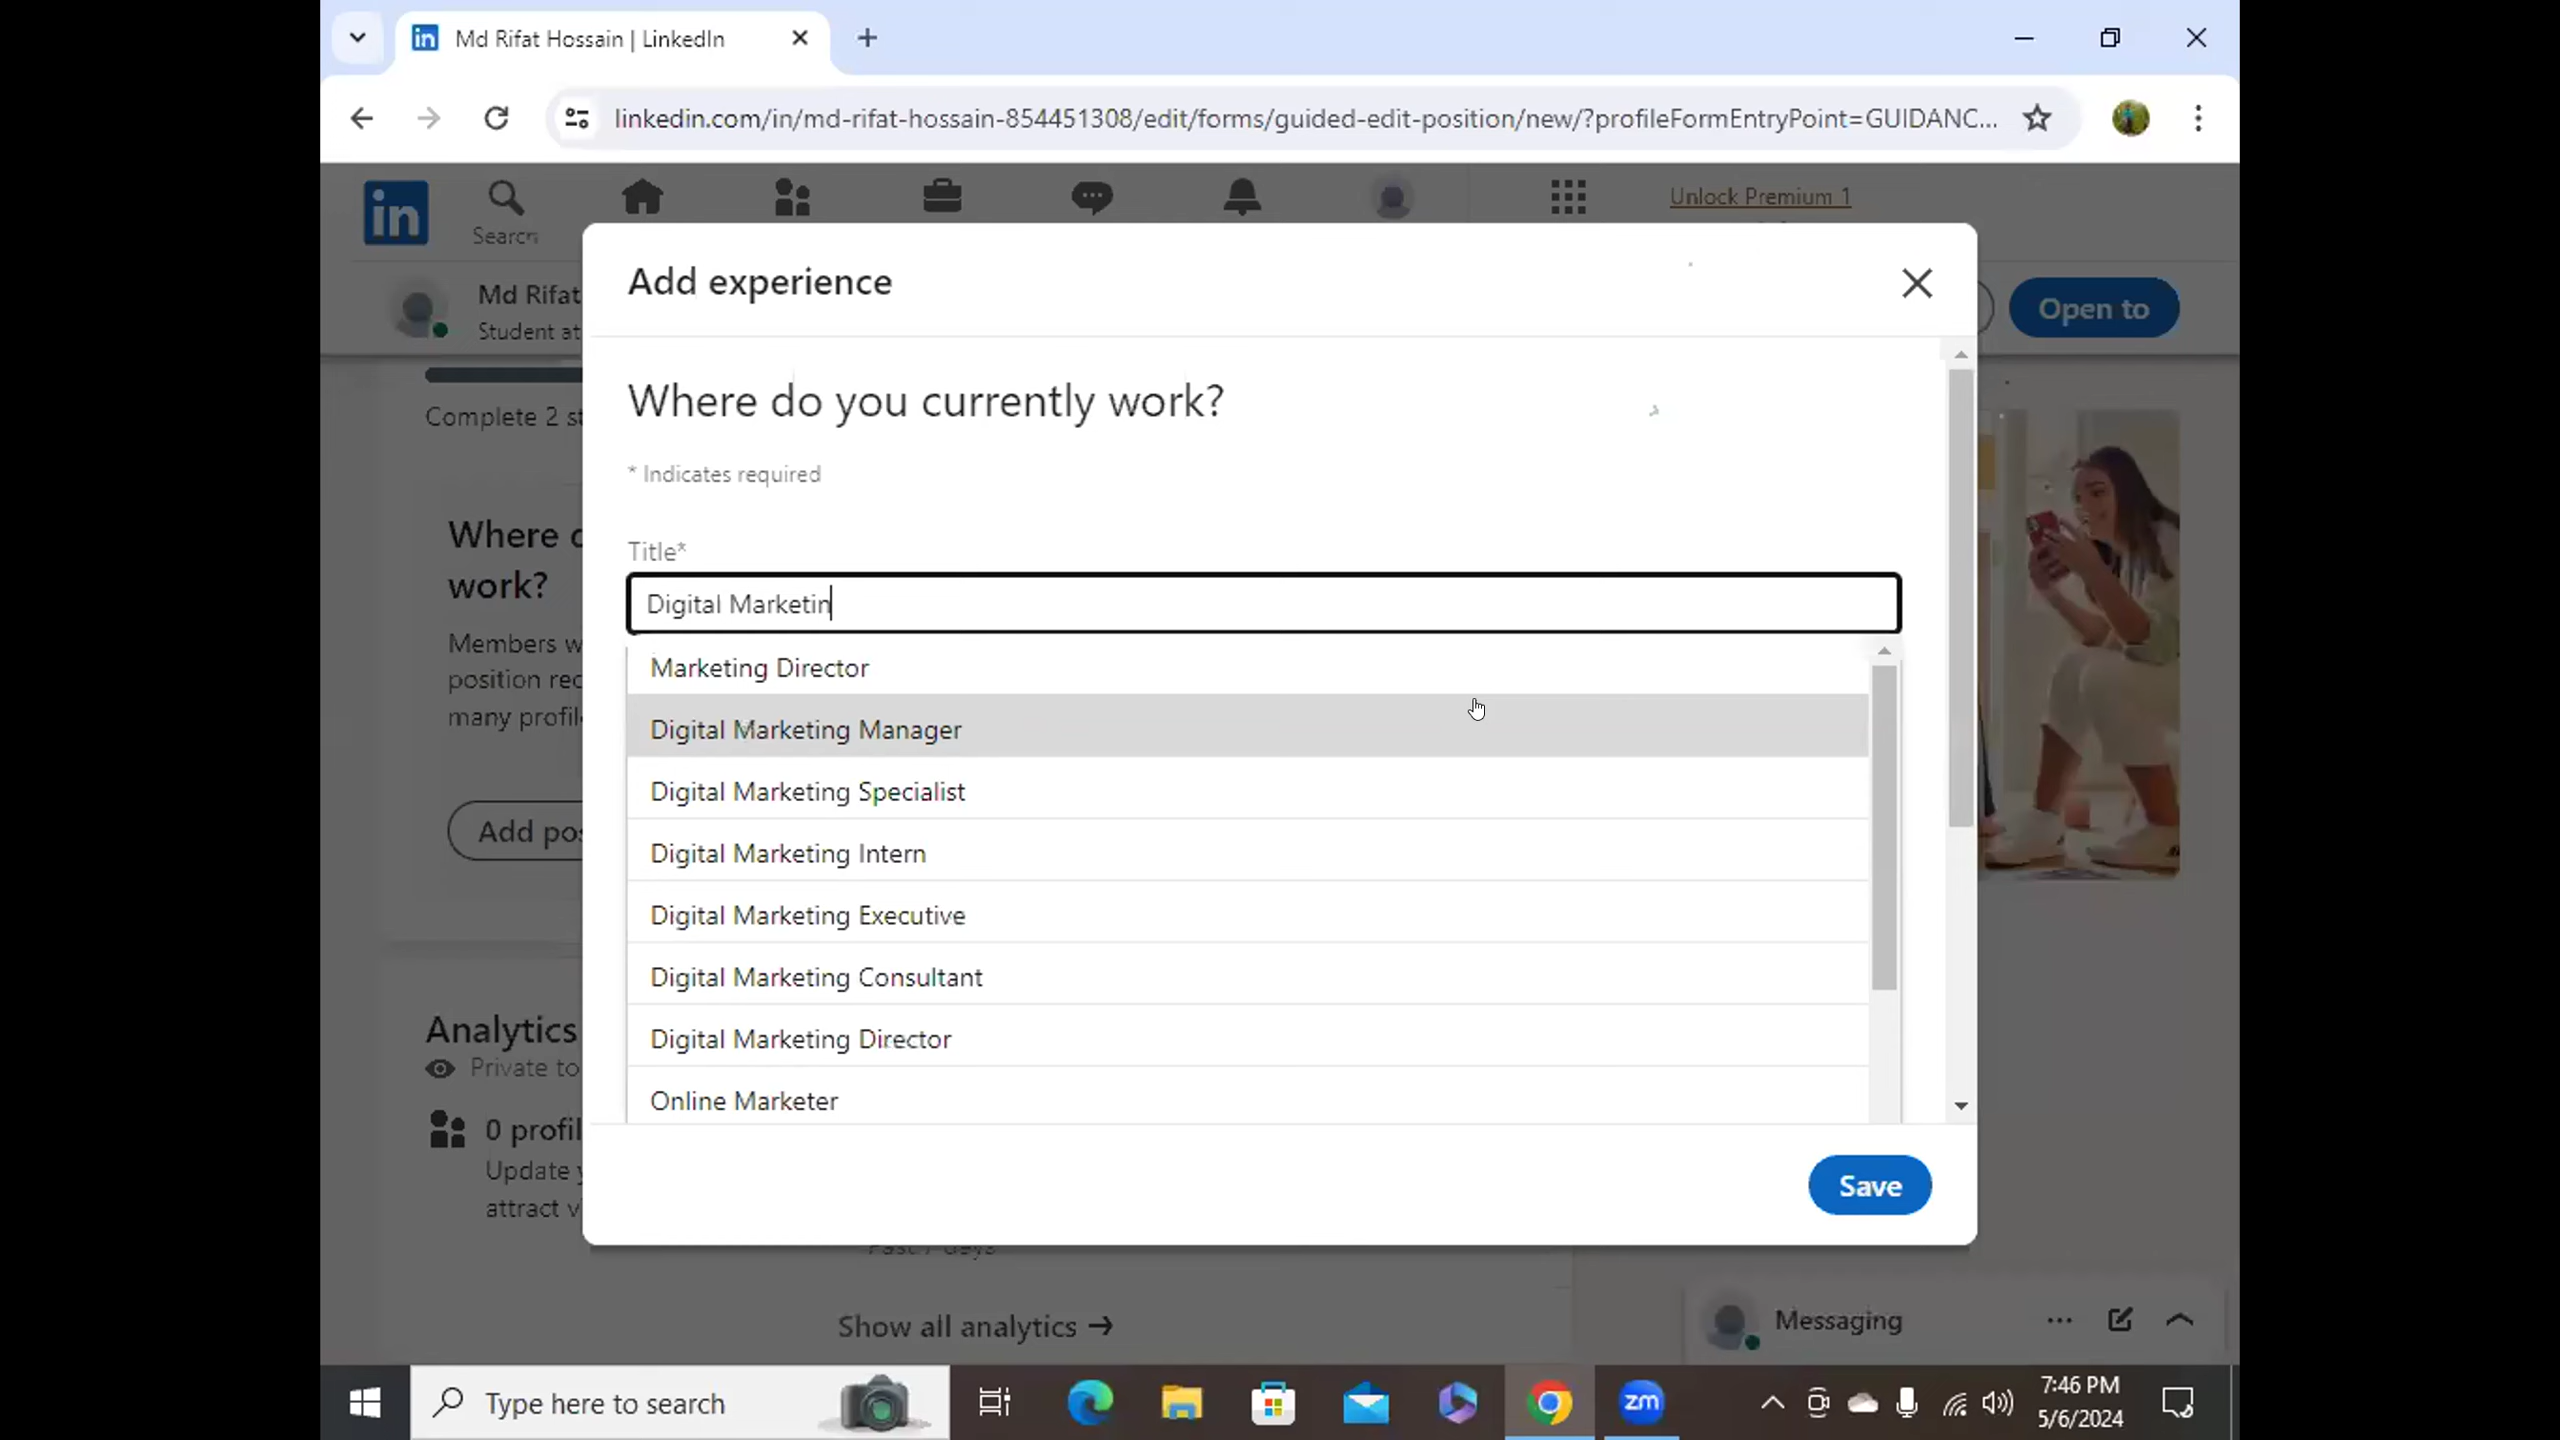 Md Rifat Hossain | LinkedIn
linkedin.com/in/md-rifat-hossain-854451308/edit/forms/guided-edit-position/new/?profileFormEntryPoint=GUIDANC...
in
Search
Unlock Premium 1
Md Rifat
Student at
Open to
Add experience
Complete 2 st
Where do you currently work?
* Indicates required
Where
work?
Title*
Digital Marketin
Members w
position rec
many profil
Marketing Director
Digital Marketing Manager
Digital Marketing Specialist
Digital Marketing Intern
Digital Marketing Executive
Digital Marketing Consultant
Digital Marketing Director
Online Marketer
Add pos
Analytics
Private to
0 profil
Update y
attract v
Save
Past 7 days
Show all analytics →
Messaging
Type here to search
zm
7:46 PM
5/6/2024